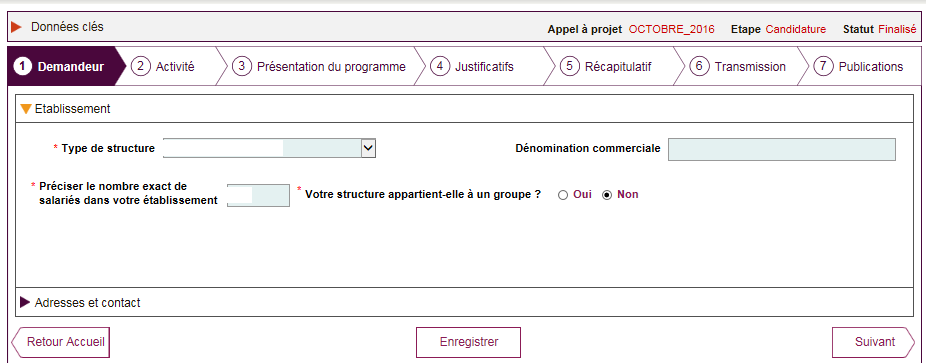 Données clés
Appel à projet OCTOBRE_2016 Etape Candidature Statut Finalisé
1 Demandeur 2 Activité 3 Présentation du programme 4 Justificatifs 5 Récapitulatif 6 Transmission 7 Publications
Etablissement
* Type de structure Dénomination commerciale
* Préciser le nombre exact de
salariés dans votre établissement
* Votre structure appartient-elle à un groupe ? Oui Non
Adresses et contact
Retour Accueil Enregistrer Suivant